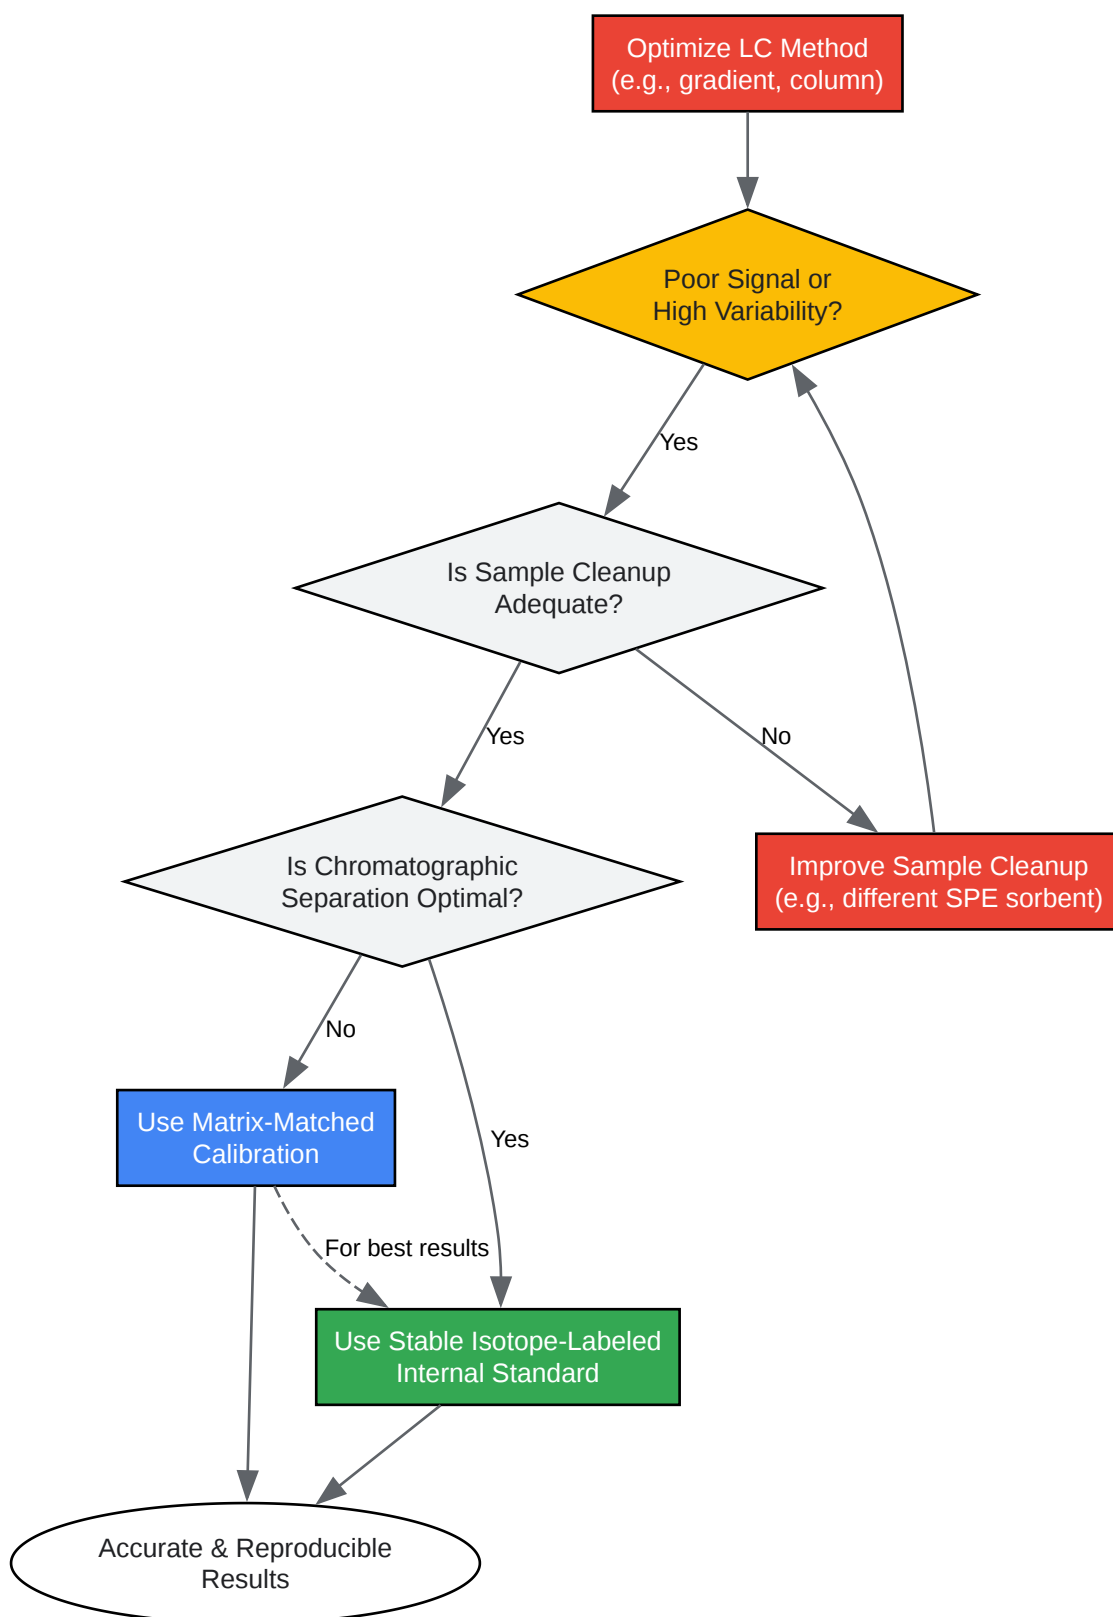 Optimize LC Method
(e.g., gradient, column)
Poor Signal or
High Variability?
Yes
Is Sample Cleanup
Adequate?
Yes
No
Is Chromatographic
Separation Optimal?
Improve Sample Cleanup
(e.g., different SPE sorbent)
No
Use Matrix-Matched
Calibration
Yes
For best results
Use Stable Isotope-Labeled
Internal Standard
Accurate & Reproducible
Results